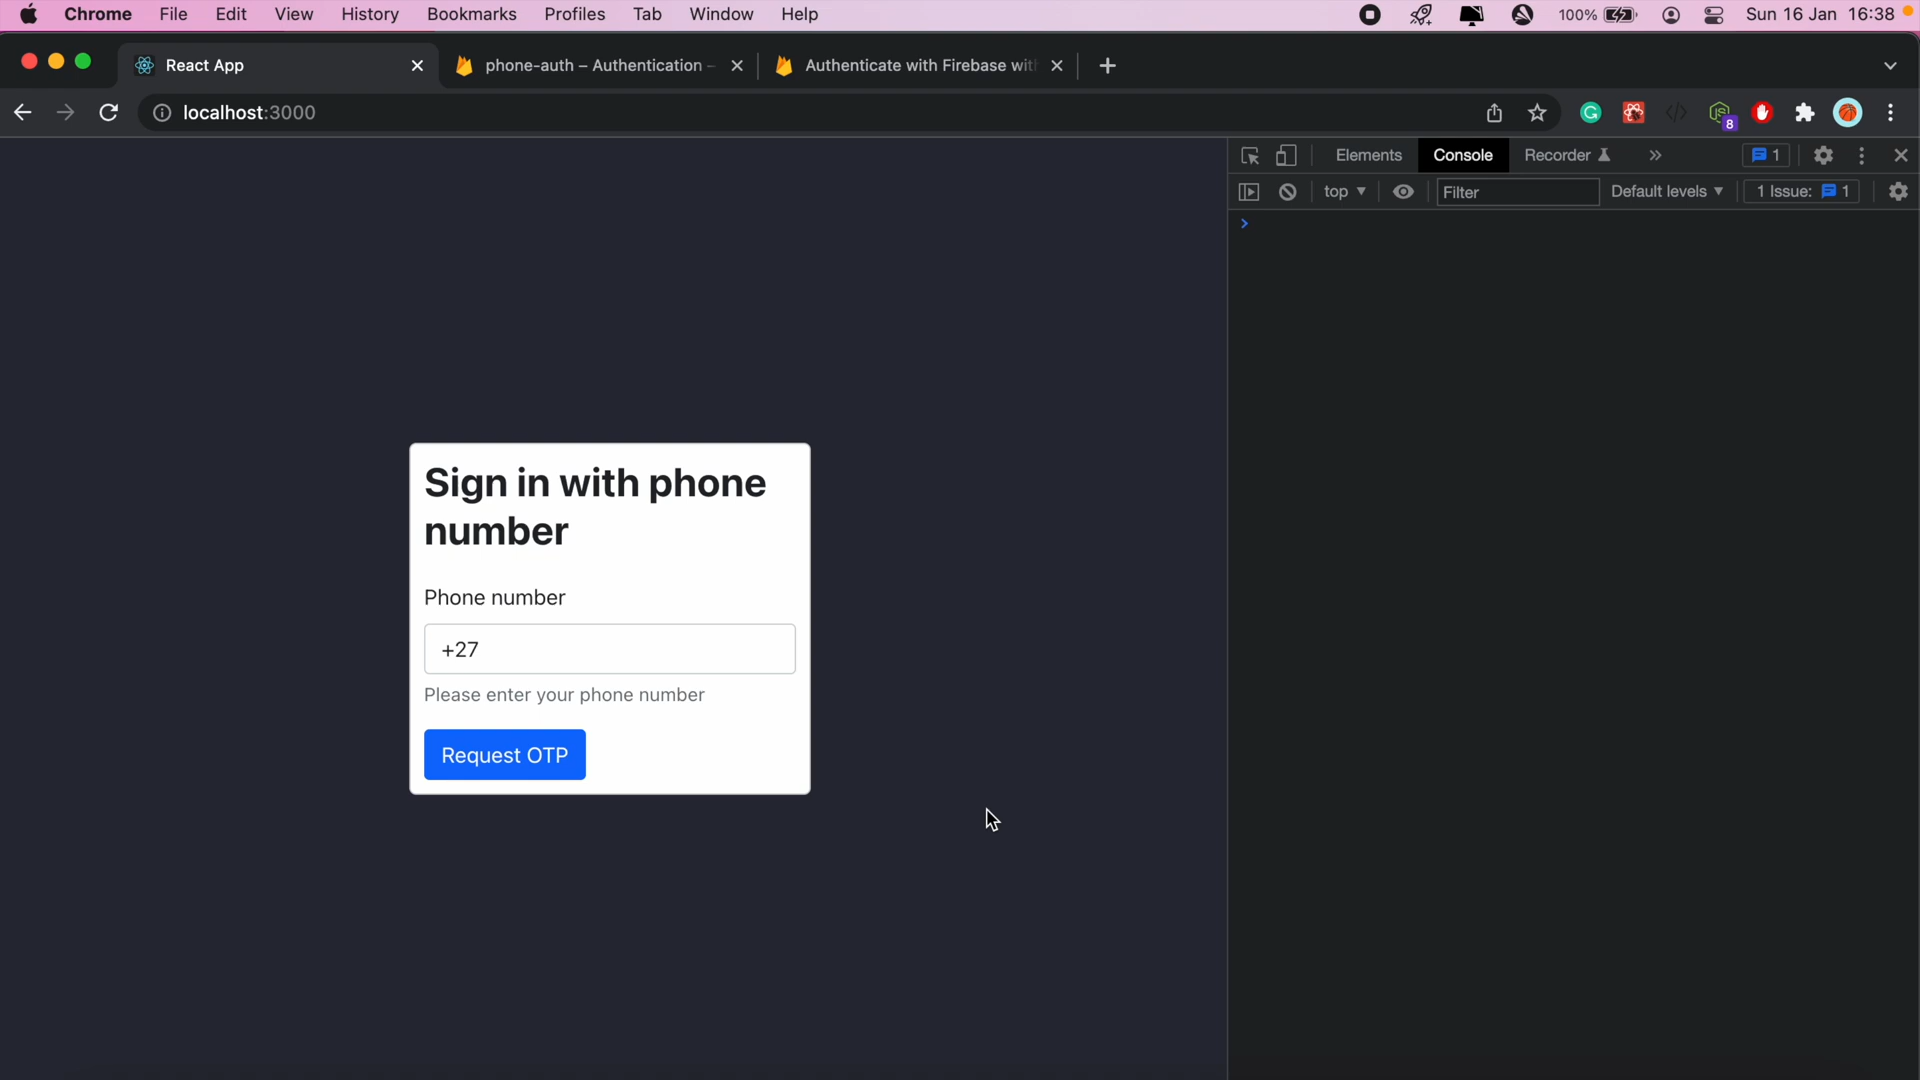 Chrome File Edit View History Bookmarks Profiles Tab Window Help 100% Sun 16 Jan 16:38
React App phone-auth – Authentication – Authenticate with Firebase wit
localhost:3000 8
Elements Console Recorder 1
top Filter Default levels 1 Issue: 1
Sign in with phone
number
Phone number
+27
Please enter your phone number
Request OTP